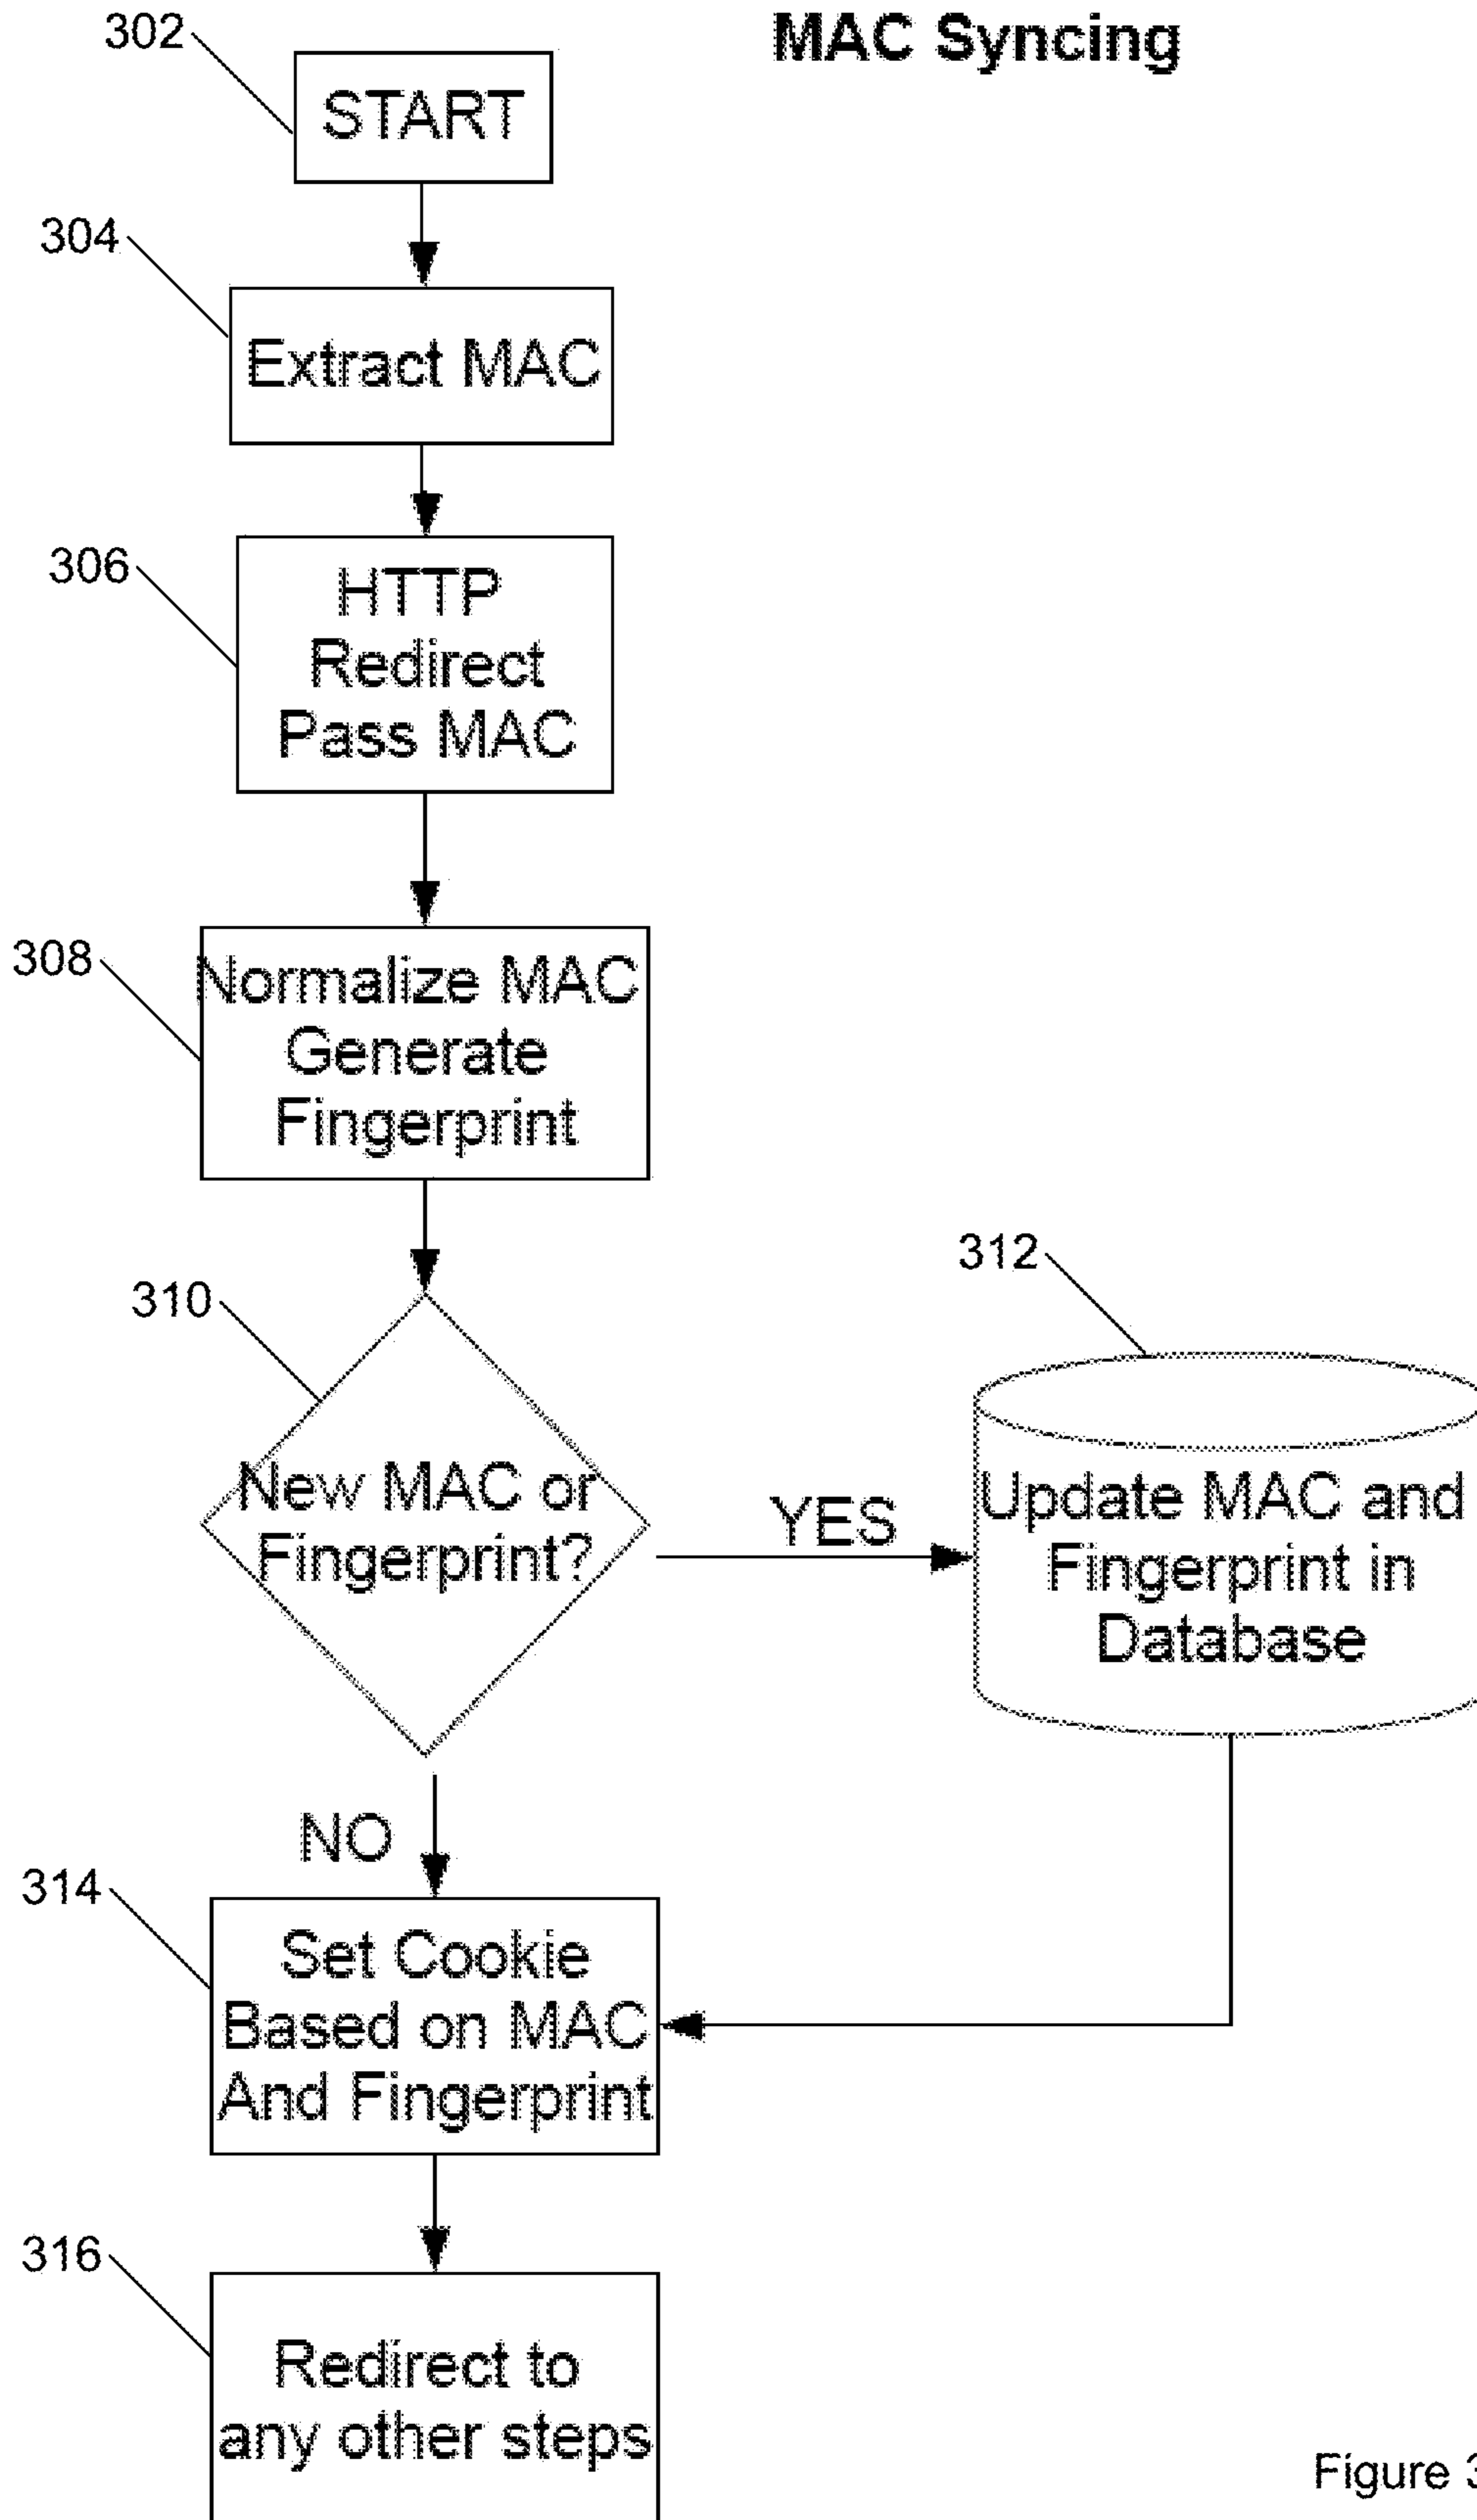 MAC Syncing
302
START
304
Extract MAC
306
HTTP
Redirect
Pass MAC
308
Normalize MAC
Generate
Fingerprint
310
New MAC or
Fingerprint?
YES
312
Update MAC and
Fingerprint in
Database
NO
314
Set Cookie
Based on MAC
And Fingerprint
316
Redirect to
any other steps
Figure 3